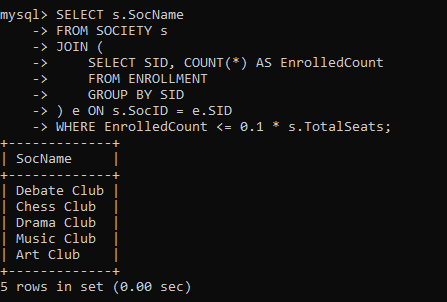 mysql> SELECT s.SocName
    -> FROM SOCIETY s
    -> JOIN (
    ->     SELECT SID, COUNT(*) AS EnrolledCount
    ->     FROM ENROLLMENT
    ->     GROUP BY SID
    -> ) e ON s.SocID = e.SID
    -> WHERE EnrolledCount <= 0.1 * s.TotalSeats;
+-------------+
| SocName     |
+-------------+
| Debate Club |
| Chess Club  |
| Drama Club  |
| Music Club  |
| Art Club    |
+-------------+
5 rows in set (0.00 sec)